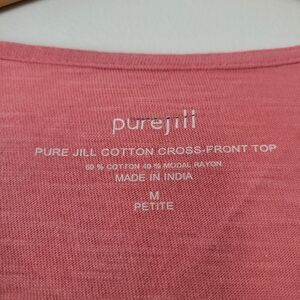 purejill
PURE JILL COTTON CROSS-FRONT TOP
60 % COTTON 40 % MODAL RAYON
MADE IN INDIA
M
PETITE